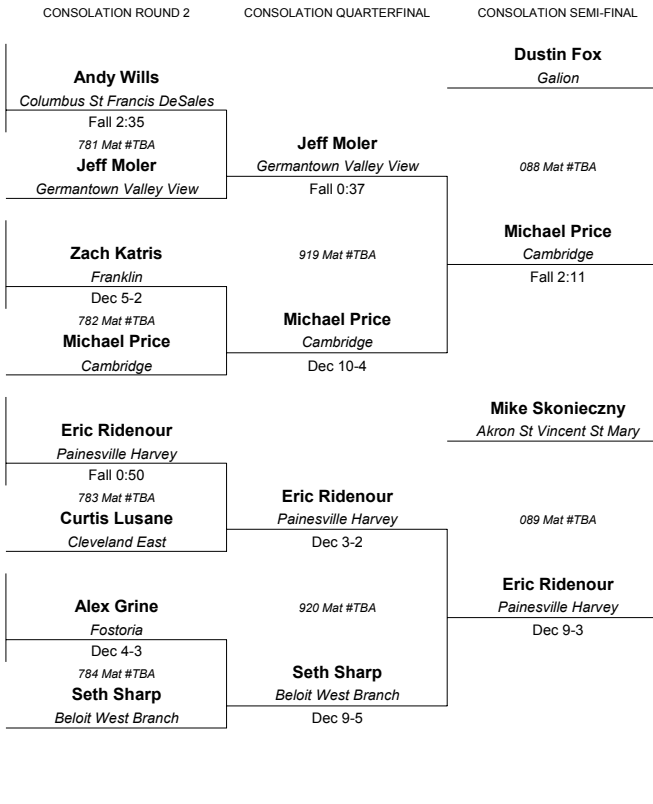 CONSOLATION ROUND 2
CONSOLATION QUARTERFINAL
CONSOLATION SEMI-FINAL
Dustin Fox
Galion
Andy Wills
Columbus St Francis DeSales
Fall 2:35
781 Mat #TBA
Jeff Moler
Germantown Valley View
Jeff Moler
Germantown Valley View
Fall 0:37
088 Mat #TBA
Zach Katris
Franklin
Dec 5-2
782 Mat #TBA
Michael Price
Cambridge
919 Mat #TBA
Michael Price
Cambridge
Dec 10-4
Michael Price
Cambridge
Fall 2:11
Mike Skonieczny
Akron St Vincent St Mary
Eric Ridenour
Painesville Harvey
Fall 0:50
783 Mat #TBA
Curtis Lusane
Cleveland East
Eric Ridenour
Painesville Harvey
Dec 3-2
089 Mat #TBA
Alex Grine
Fostoria
Dec 4-3
784 Mat #TBA
Seth Sharp
Beloit West Branch
920 Mat #TBA
Seth Sharp
Beloit West Branch
Dec 9-5
Eric Ridenour
Painesville Harvey
Dec 9-3